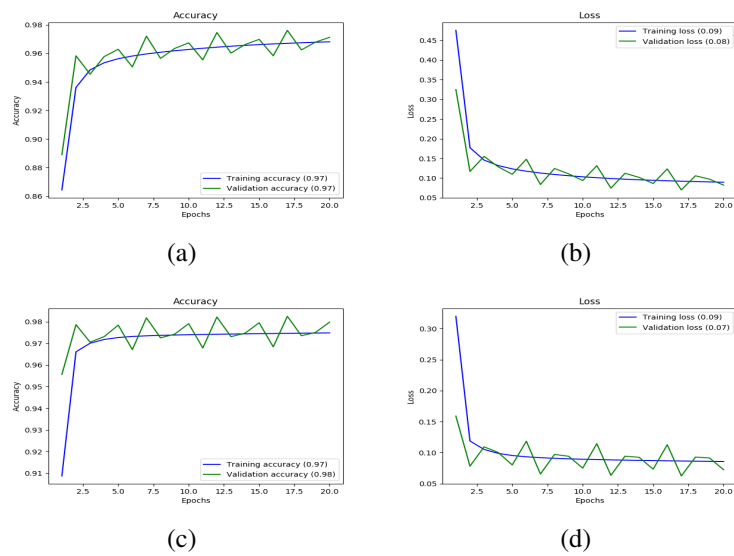 Accuracy
0.98
0.96
0.94
0.92
0.90
0.88
0.86
Accuracy
2.5 5.0 7.5 10.0 12.5 15.0 17.5 20.0
Epochs
Training accuracy (0.97)
Validation accuracy (0.97)
(a)
Loss
0.45
0.40
0.35
0.30
0.25
0.20
0.15
0.10
0.05
Loss
2.5 5.0 7.5 10.0 12.5 15.0 17.5 20.0
Epochs
Training loss (0.09)
Validation loss (0.08)
(b)
Accuracy
0.98
0.97
0.96
0.95
0.94
0.93
0.92
0.91
Accuracy
2.5 5.0 7.5 10.0 12.5 15.0 17.5 20.0
Epochs
Training accuracy (0.97)
Validation accuracy (0.98)
(c)
Loss
0.30
0.25
0.20
0.15
0.10
0.05
Loss
2.5 5.0 7.5 10.0 12.5 15.0 17.5 20.0
Epochs
Training loss (0.09)
Validation loss (0.07)
(d)